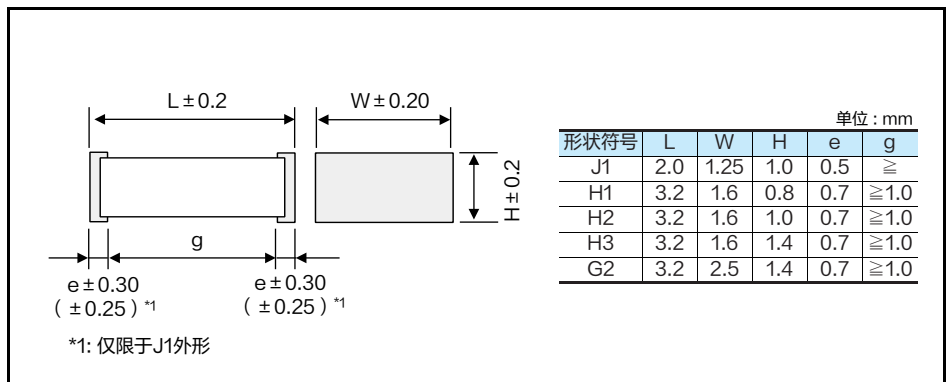 L±0.2
W±0.20
H±0.2
g
e±0.30
(±0.25) *1
e±0.30
(±0.25) *1
*1: 仅限于J1外形
单位 : mm
形状符号 L W H e g
J1 2.0 1.25 1.0 0.5 ≧
H1 3.2 1.6 0.8 0.7 ≧1.0
H2 3.2 1.6 1.0 0.7 ≧1.0
H3 3.2 1.6 1.4 0.7 ≧1.0
G2 3.2 2.5 1.4 0.7 ≧1.0